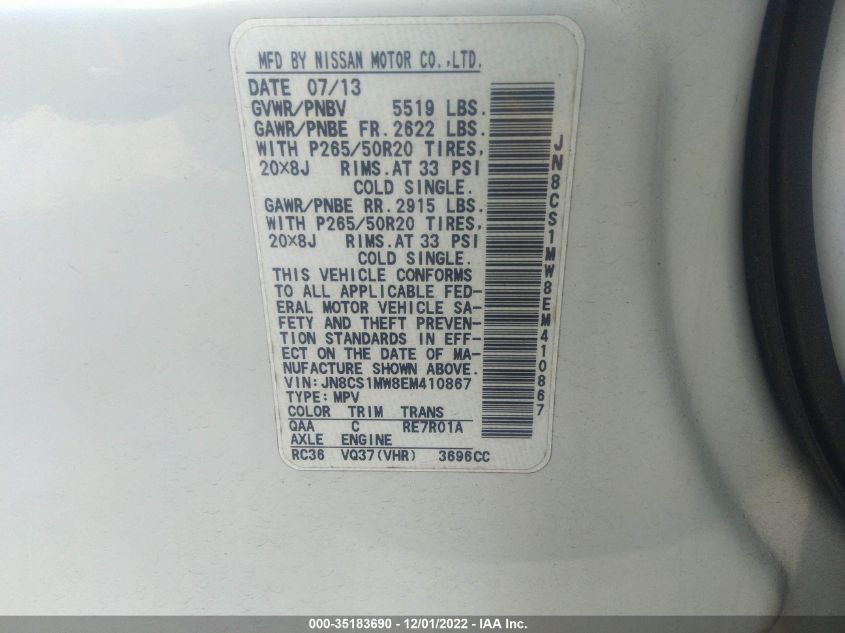 MFD BY NISSAN MOTOR CO.,LTD.
DATE 07/13
GVWR/PNBV 5519 LBS.
GAWR/PNBE FR. 2622 LBS.
WITH P265/50R20 TIRES,
20×8J RIMS.AT 33 PSI
COLD SINGLE.
GAWR/PNBE RR. 2915 LBS.
WITH P265/50R20 TIRES,
20×8J RIMS.AT 33 PSI
COLD SINGLE.
THIS VEHICLE CONFORMS
TO ALL APPLICABLE FED-
ERAL MOTOR VEHICLE SA-
FETY AND THEFT PREVEN-
TION STANDARDS IN EFF-
ECT ON THE DATE OF MA-
NUFACTURE SHOWN ABOVE.
VIN:JN8CS1MW8EM410867
TYPE:MPV
COLOR TRIM TRANS
QAA C RE7R01A
AXLE ENGINE
RC36 VQ37(VHR) 3696CC
JN8CS1MW8EM410867
000-35183690 - 12/01/2022 - IAA Inc.